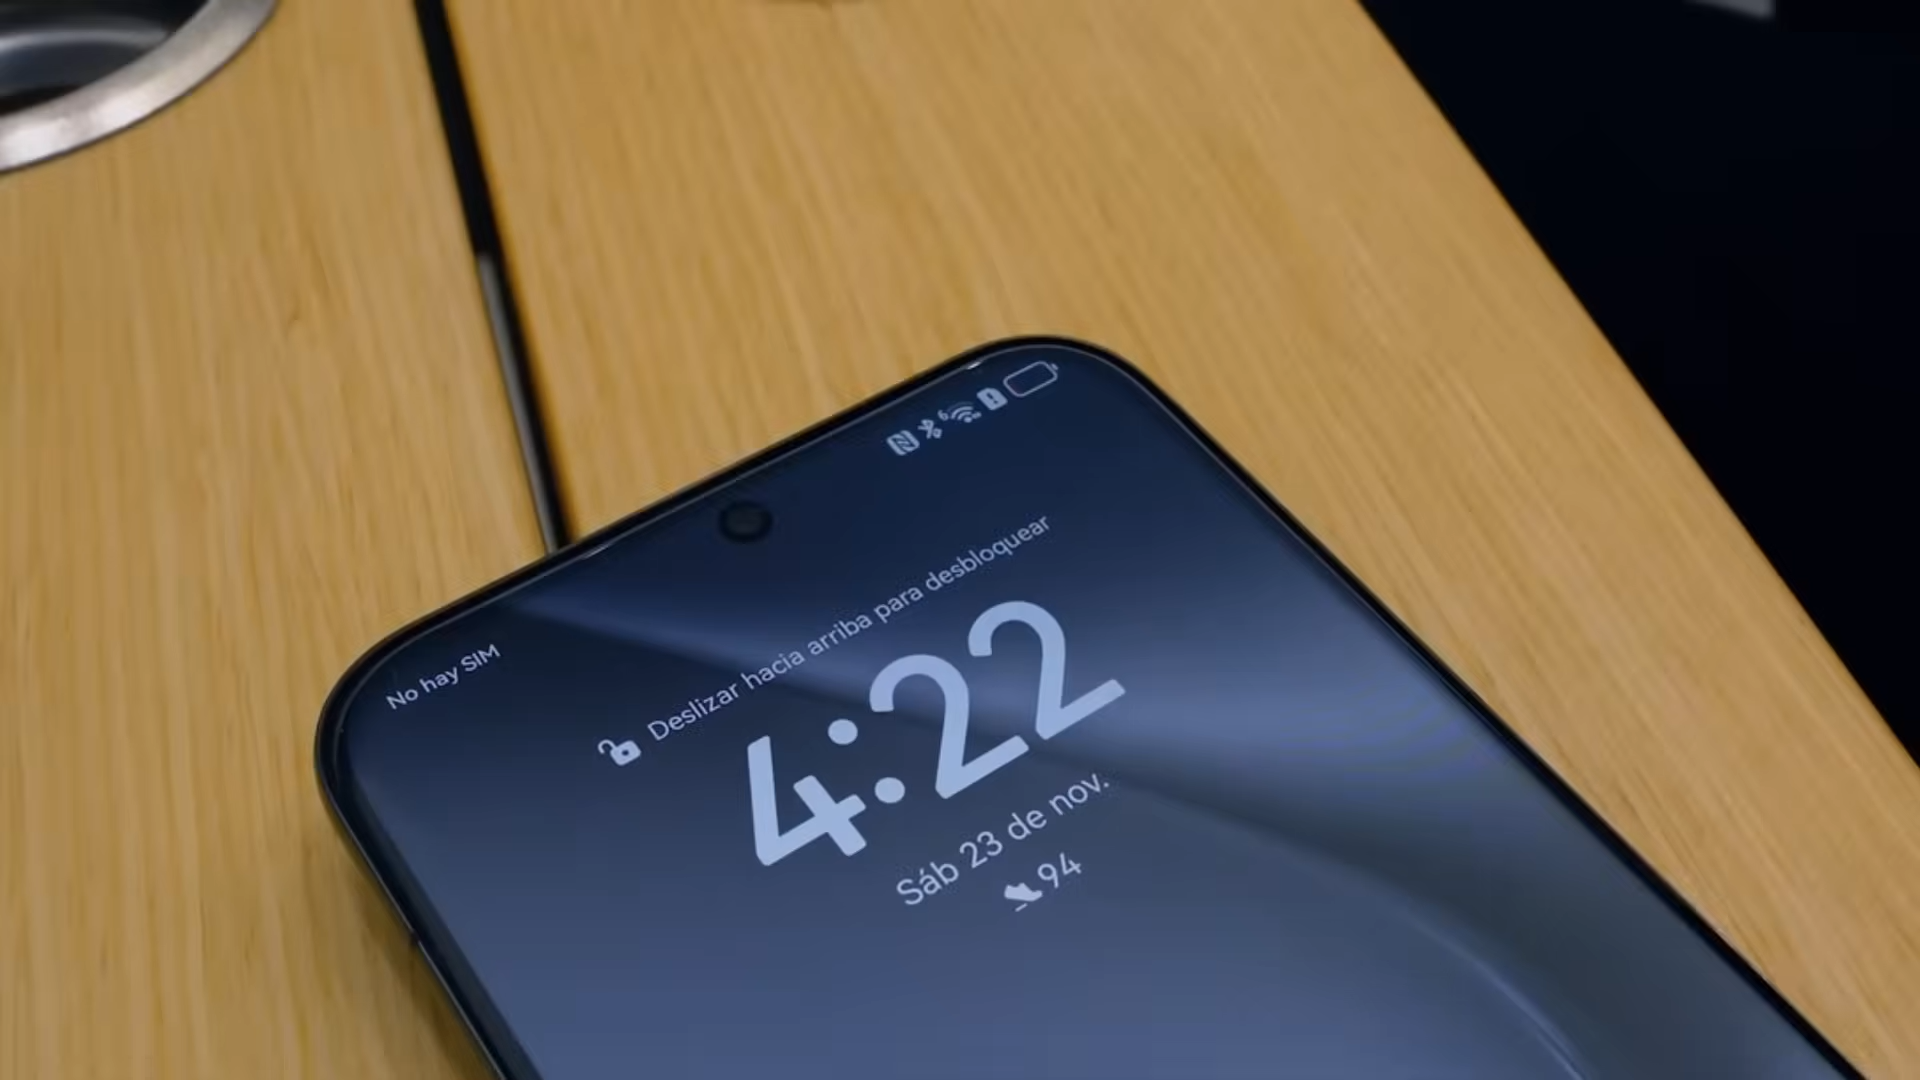 No hay SIM
Deslizar hacia arriba para desbloquear
4:22
Sáb 23 de nov.
94